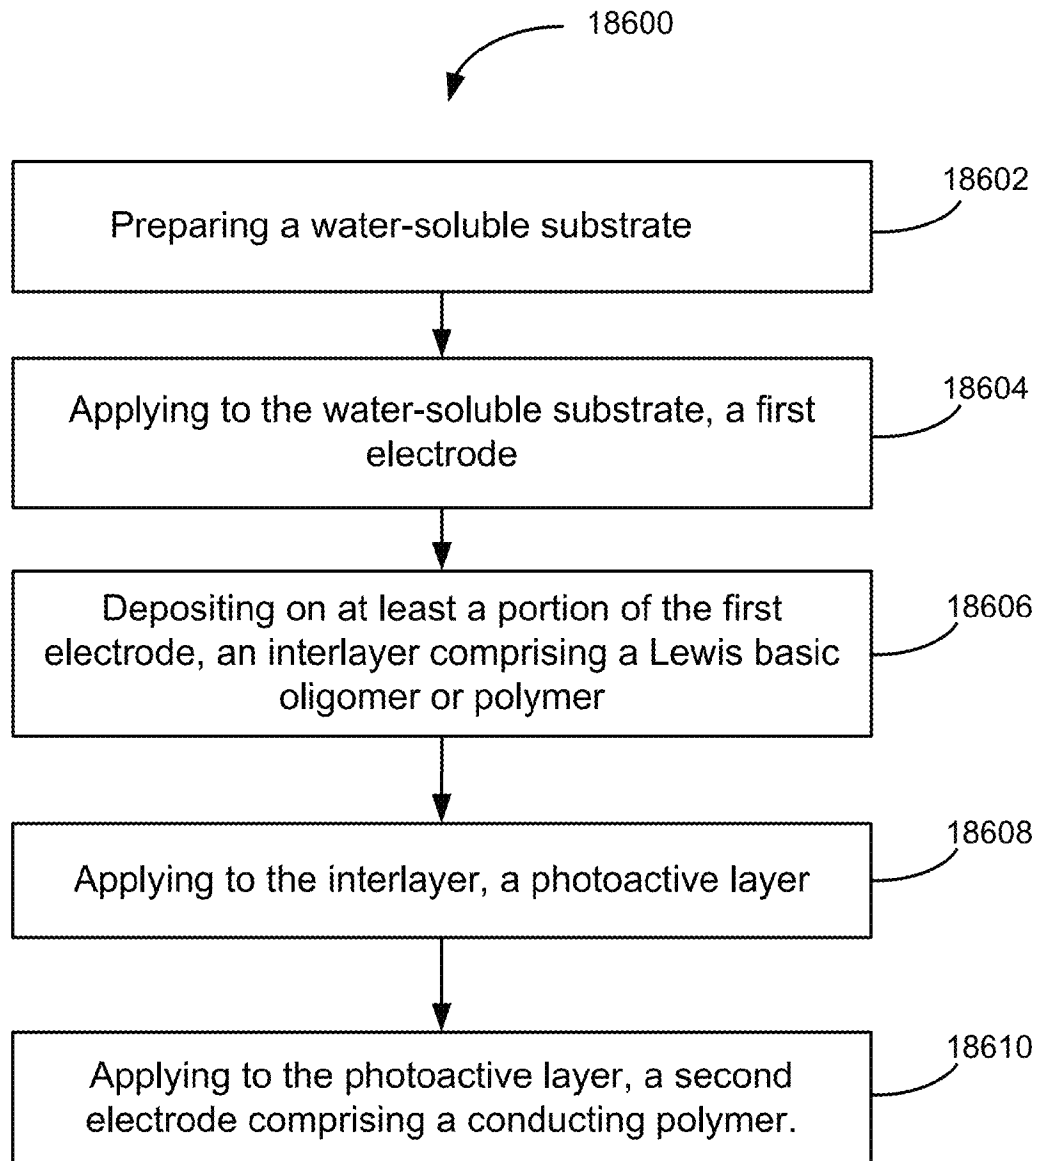 18600
18602
Preparing a water-soluble substrate
18604
Applying to the water-soluble substrate, a first
electrode
18606
Depositing on at least a portion of the first
electrode, an interlayer comprising a Lewis basic
oligomer or polymer
18608
Applying to the interlayer, a photoactive layer
18610
Applying to the photoactive layer, a second
electrode comprising a conducting polymer.